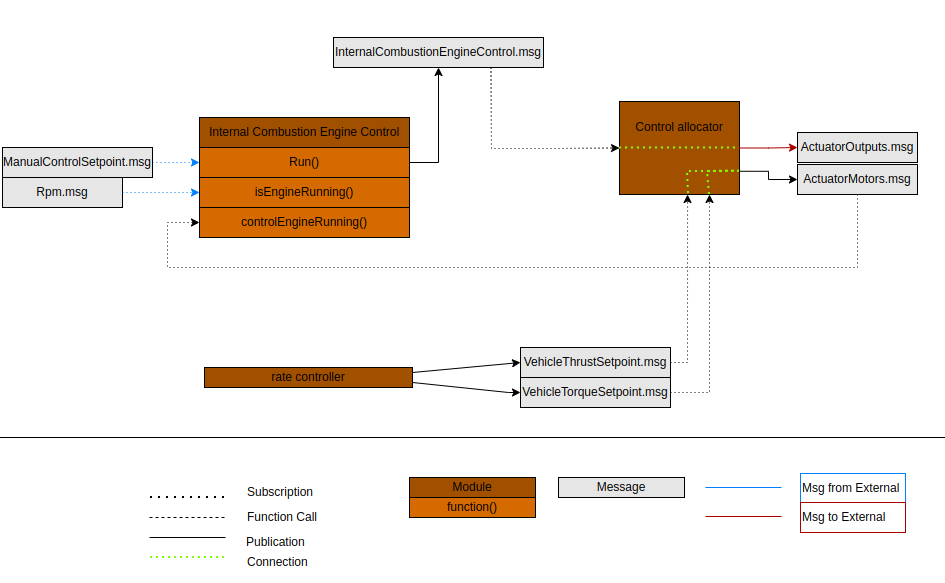 InternalCombustionEngineControl.msg
Internal Combustion Engine Control
Control allocator
ManualControlSetpoint.msg
Run()
ActuatorOutputs.msg
Rpm.msg
isEngineRunning()
ActuatorMotors.msg
controlEngineRunning()
VehicleThrustSetpoint.msg
rate controller
VehicleTorqueSetpoint.msg
Subscription
Function Call
Publication
Connection
Module
function()
Message
Msg from External
Msg to External